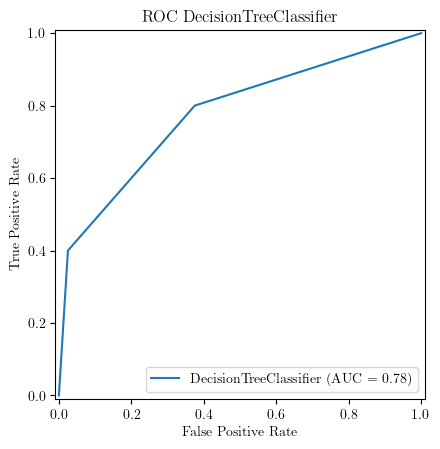 ROC DecisionTreeClassifier
1.0
0.8
0.6
0.4
0.2
0.0
True Positive Rate
DecisionTreeClassifier (AUC = 0.78)
0.0 0.2 0.4 0.6 0.8 1.0
False Positive Rate